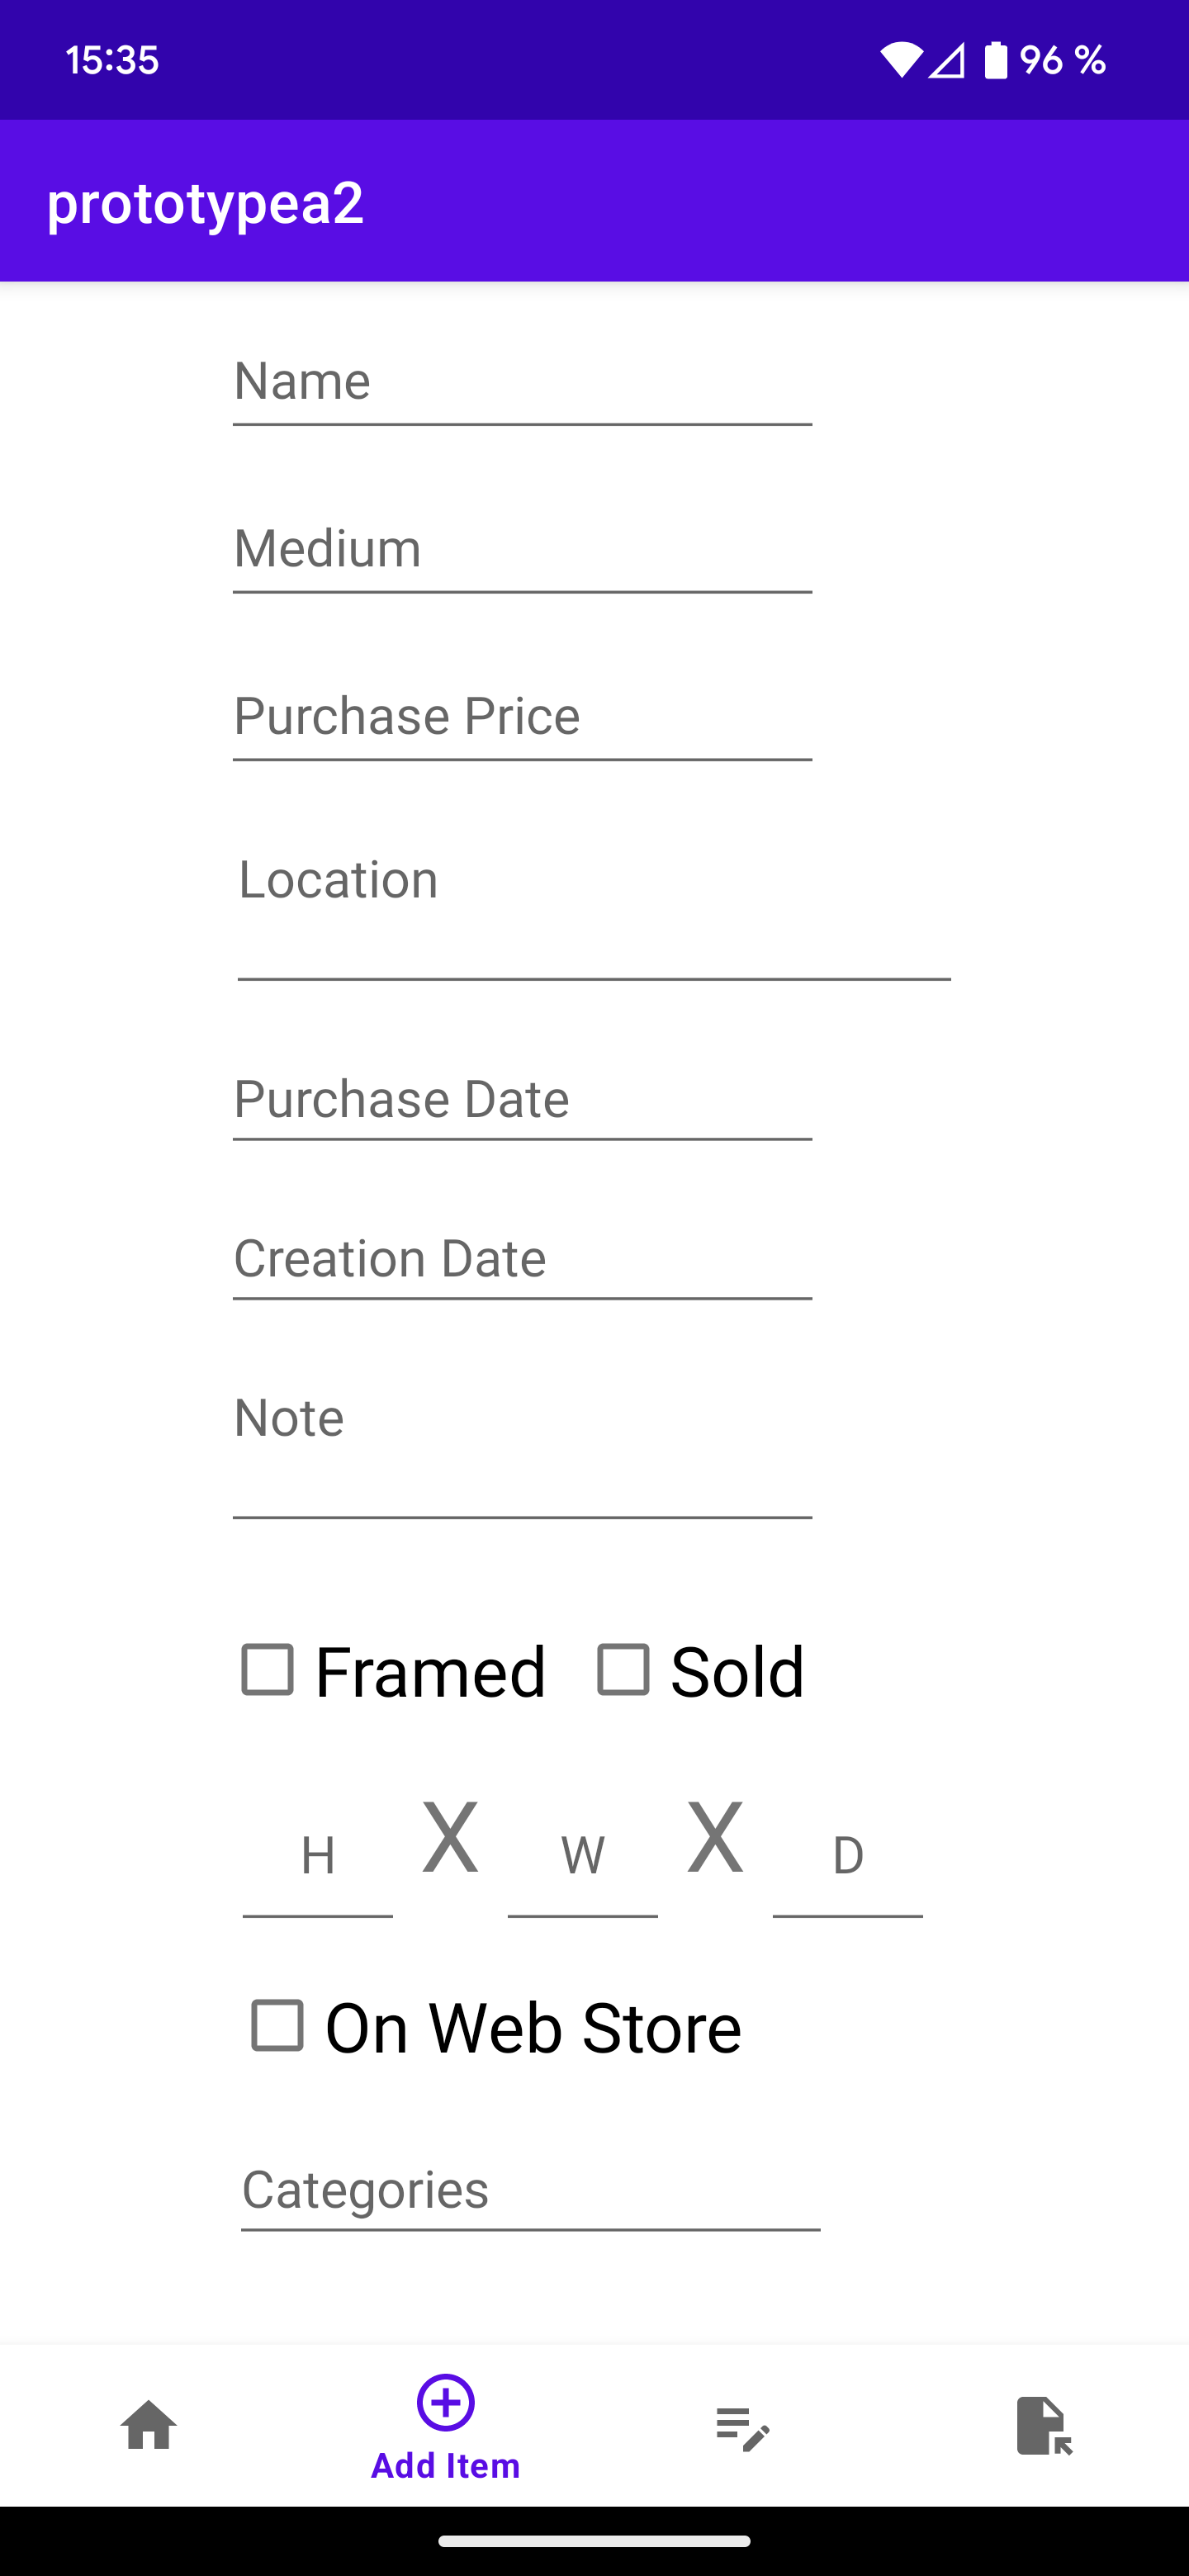 15:35 96 %
prototypea2
Name
Medium
Purchase Price
Location
Purchase Date
Creation Date
Note
Framed Sold
H X W X D
On Web Store
Categories
Add Item